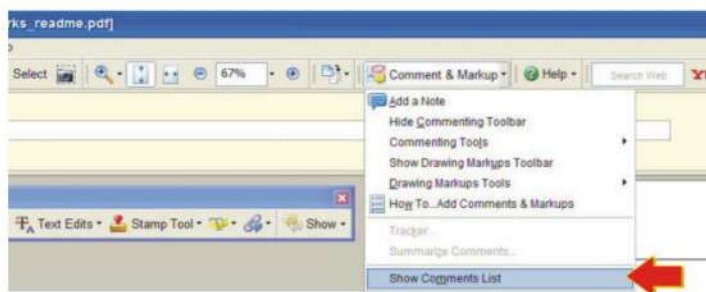 rks_readme.pdf]
Select 67% Comment & Markup Help Search Web Y!
Add a Note
Hide Commenting Toolbar
Commenting Tools
Show Drawing Markups Toolbar
Drawing Markups Tools
How To...Add Comments & Markups
Text Edits Stamp Tool Show
Tracker...
Summarize Comments...
Show Comments List